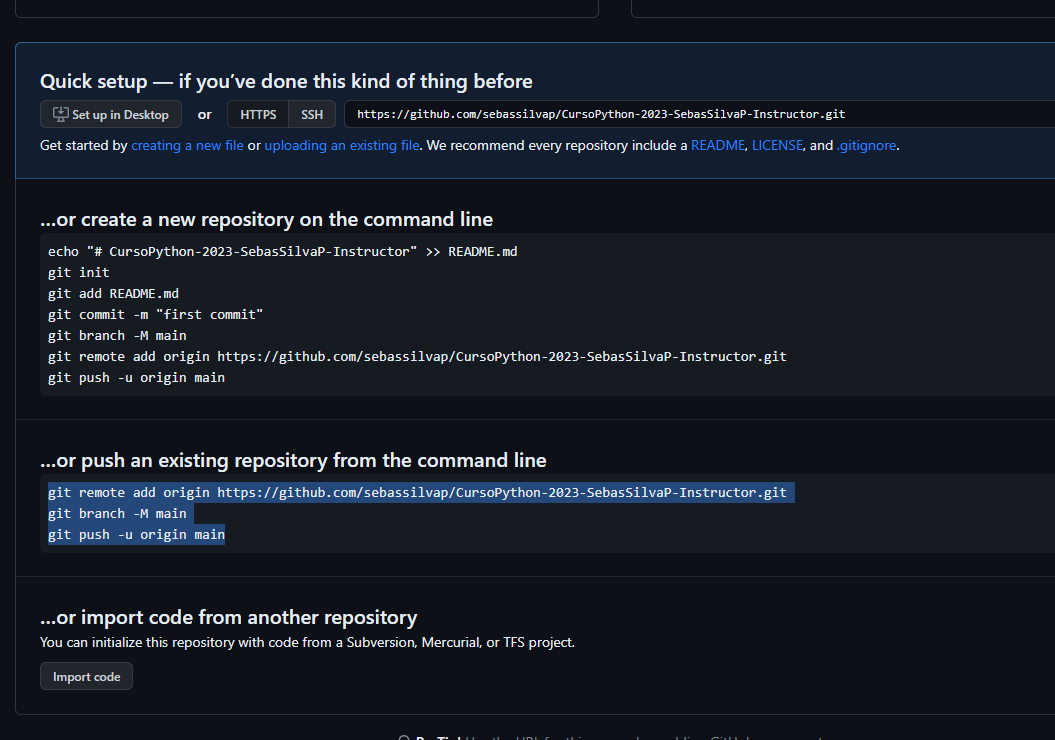 Quick setup — if you’ve done this kind of thing before
Set up in Desktop or HTTPS SSH https://github.com/sebassilvap/CursoPython-2023-SebasSilvaP-Instructor.git
Get started by creating a new file or uploading an existing file. We recommend every repository include a README, LICENSE, and .gitignore.
…or create a new repository on the command line
echo "# CursoPython-2023-SebasSilvaP-Instructor" >> README.md
git init
git add README.md
git commit -m "first commit"
git branch -M main
git remote add origin https://github.com/sebassilvap/CursoPython-2023-SebasSilvaP-Instructor.git
git push -u origin main
…or push an existing repository from the command line
git remote add origin https://github.com/sebassilvap/CursoPython-2023-SebasSilvaP-Instructor.git
git branch -M main
git push -u origin main
…or import code from another repository
You can initialize this repository with code from a Subversion, Mercurial, or TFS project.
Import code